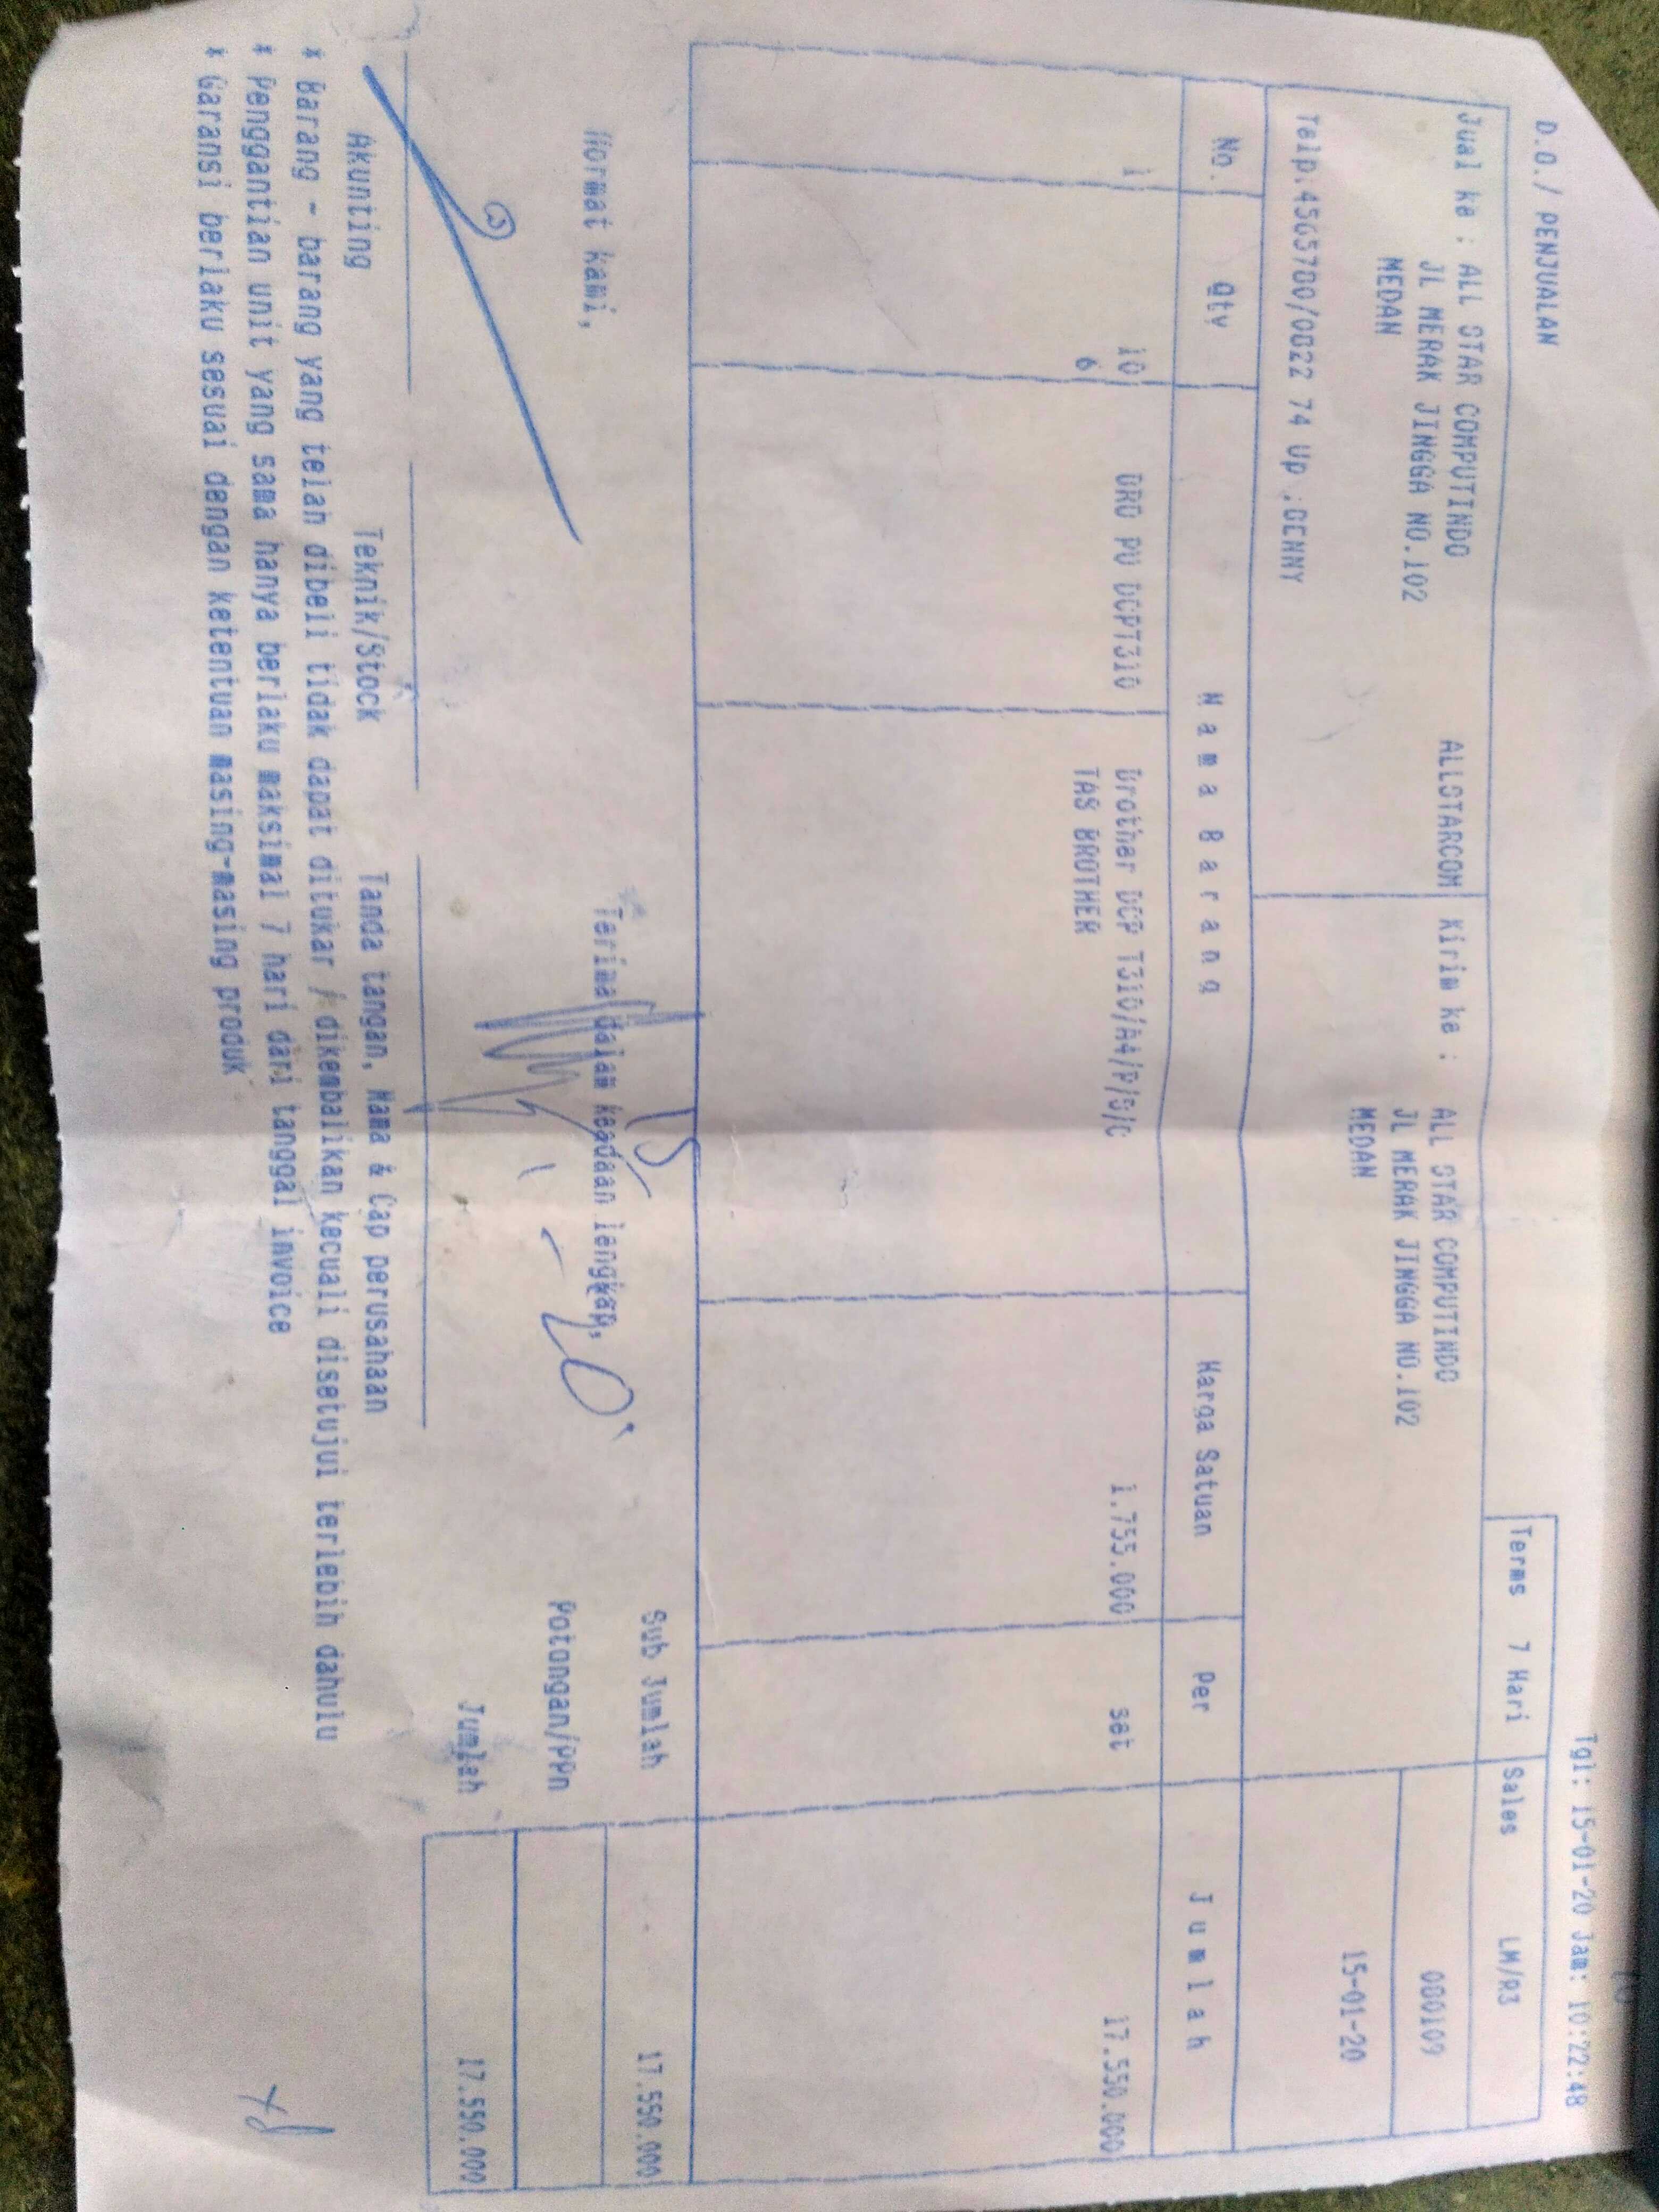 Tgl: 15-01-20 Jam: 10:22:48
D.O./ PENJUALAN
Terms 7 Hari Sales LM/R3
Jual ke : ALL STAR COMPUTINDO ALLSTARCOM
JL MERAK JINGGA NO.102
MEDAN
Kirim ke : ALL STAR COMPUTINDO
JL MERAK JINGGA NO.102
MEDAN
080109
15-01-20
Telp.4565780/0822 74 Up :DENNY
No. Qty Nama Barang Harga Satuan Per Jumlah
1 10 BRO PU DCPT310 Brother DCP T310/A4/P/S/C 1.755.000 set 17.550.000
6 TAS BROTHER
Hormat kami, Terima dalam keadaan lengkap,
Sub Jumlah 17.550.000
Potongan/PPn
Jumlah 17.550.000
Akunting Teknik/Stock Tanda tangan, Nama & Cap perusahaan
* Barang - barang yang telah dibeli tidak dapat ditukar / dikembalikan kecuali disetujui terlebih dahulu
* Penggantian unit yang sama hanya berlaku maksimal 7 hari dari tanggal invoice
* Garansi berlaku sesuai dengan ketentuan masing-masing produk